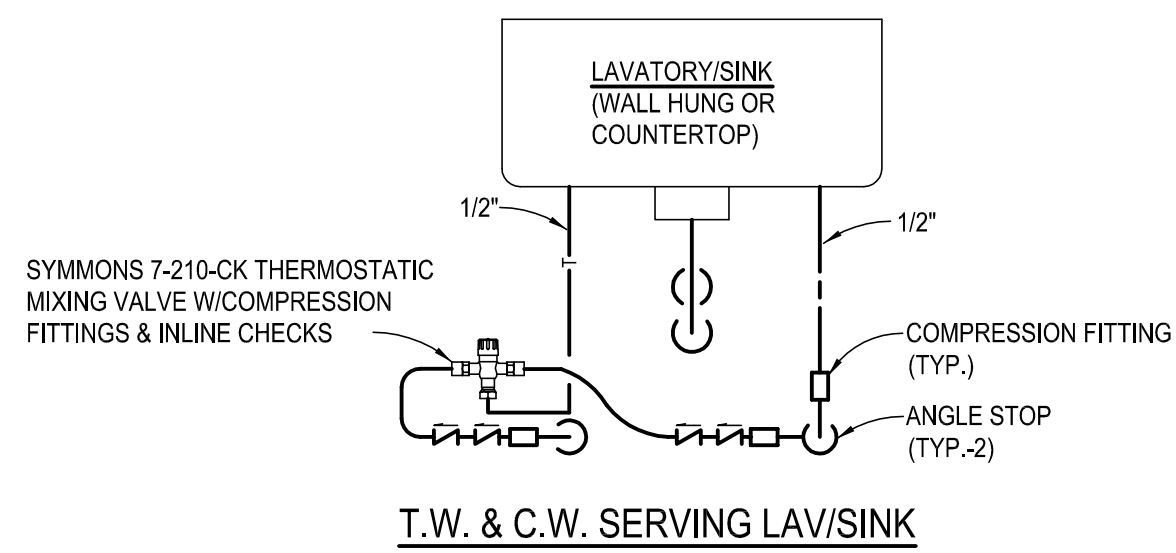 LAVATORY/SINK
(WALL HUNG OR
COUNTERTOP)
1/2"
1/2"
T
SYMMONS 7-210-CK THERMOSTATIC
MIXING VALVE W/COMPRESSION
FITTINGS & INLINE CHECKS
COMPRESSION FITTING
(TYP.)
ANGLE STOP
(TYP.-2)
T.W. & C.W. SERVING LAV/SINK